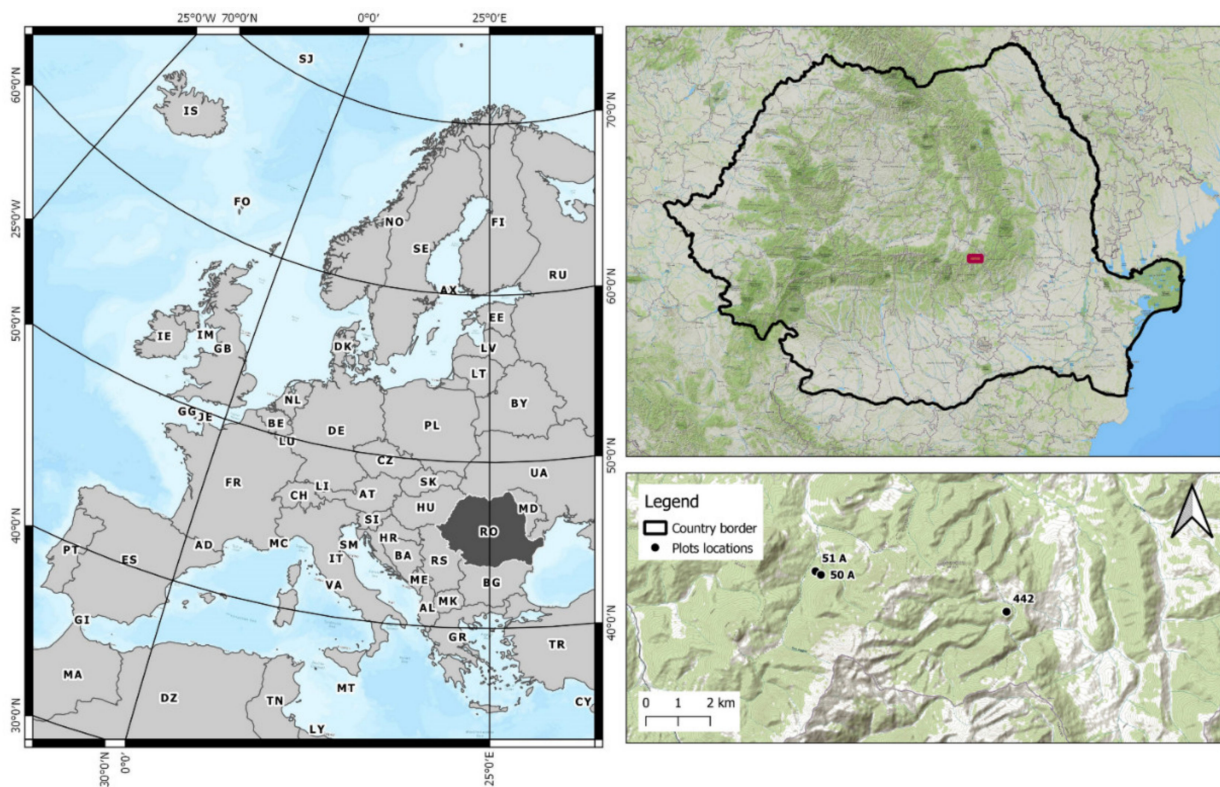 25°0'W 70°0'N 0°0' 25°0'E
60°0'N
25°0'W
50°0'N
40°0'N
30°0'N
70°0'N
60°0'N
50°0'N
40°0'N
30°0'N 0°0' 25°0'E
SJ
IS
FO
NO
FI
SE
RU
AX
EE
IE
IM
GB
DK
LV
LT
BY
GG
JE
NL
BE
LU
DE
PL
CZ
UA
FR
SK
CH
LI
AT
HU
MD
SI
RO
HR
PT
ES
AD
MC
SM
IT
BA
RS
VA
ME
BG
MK
AL
GI
GR
TR
MA
DZ
TN
MT
LY
CY
Legend
Country border
Plots locations
51 A
50 A
442
0 1 2 km